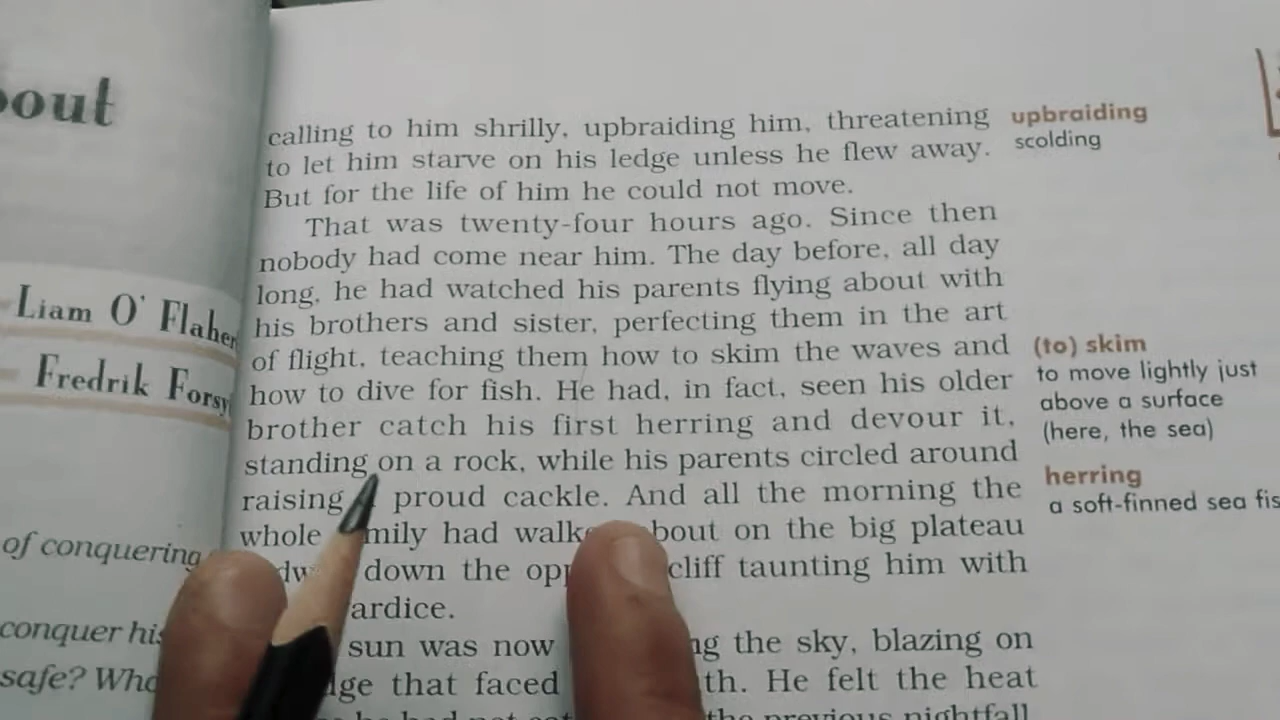 bout
Liam O' Flaher
Fredrik Forsy
of conquering
conquer his
safe? Who
calling to him shrilly, upbraiding him, threatening
to let him starve on his ledge unless he flew away.
But for the life of him he could not move.
That was twenty-four hours ago. Since then
nobody had come near him. The day before, all day
long, he had watched his parents flying about with
his brothers and sister, perfecting them in the art
of flight, teaching them how to skim the waves and
how to dive for fish. He had, in fact, seen his older
brother catch his first herring and devour it,
standing on a rock, while his parents circled around
raising proud cackle. And all the morning the
whole mily had walke about on the big plateau
down the opp cliff taunting him with
ardice.
sun was now ng the sky, blazing on
dge that faced th. He felt the heat
the previous nightfall
upbraiding
scolding
(to) skim
to move lightly just
above a surface
(here, the sea)
herring
a soft-finned sea fis